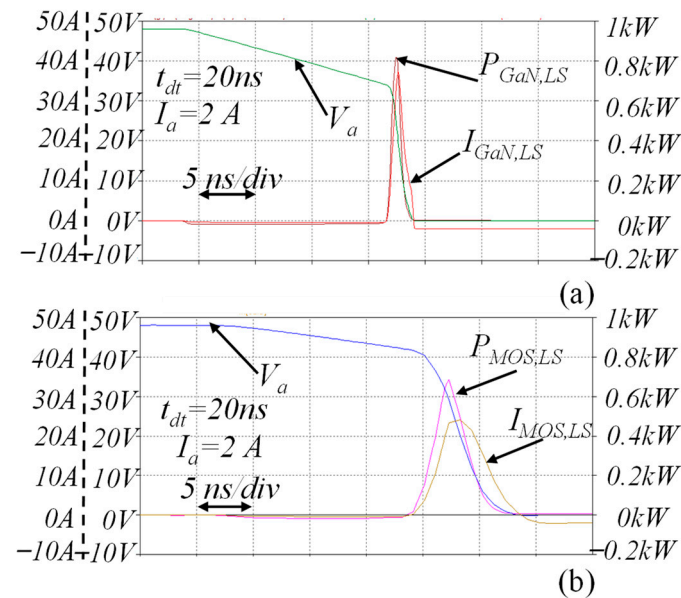 50A 50V 1kW
40A 40V P_GaN,LS 0.8kW
t_dt=20ns
30A 30V 0.6kW
I_a=2 A V_a
20A 20V I_GaN,LS 0.4kW
10A 10V 5 ns/div 0.2kW
0A 0V 0kW
−10A −10V −0.2kW
(a)
50A 50V 1kW
40A 40V P_MOS,LS 0.8kW
V_a
30A 30V 0.6kW
t_dt=20ns I_MOS,LS
20A 20V 0.4kW
I_a=2 A
10A 10V 5 ns/div 0.2kW
0A 0V 0kW
−10A −10V −0.2kW
(b)